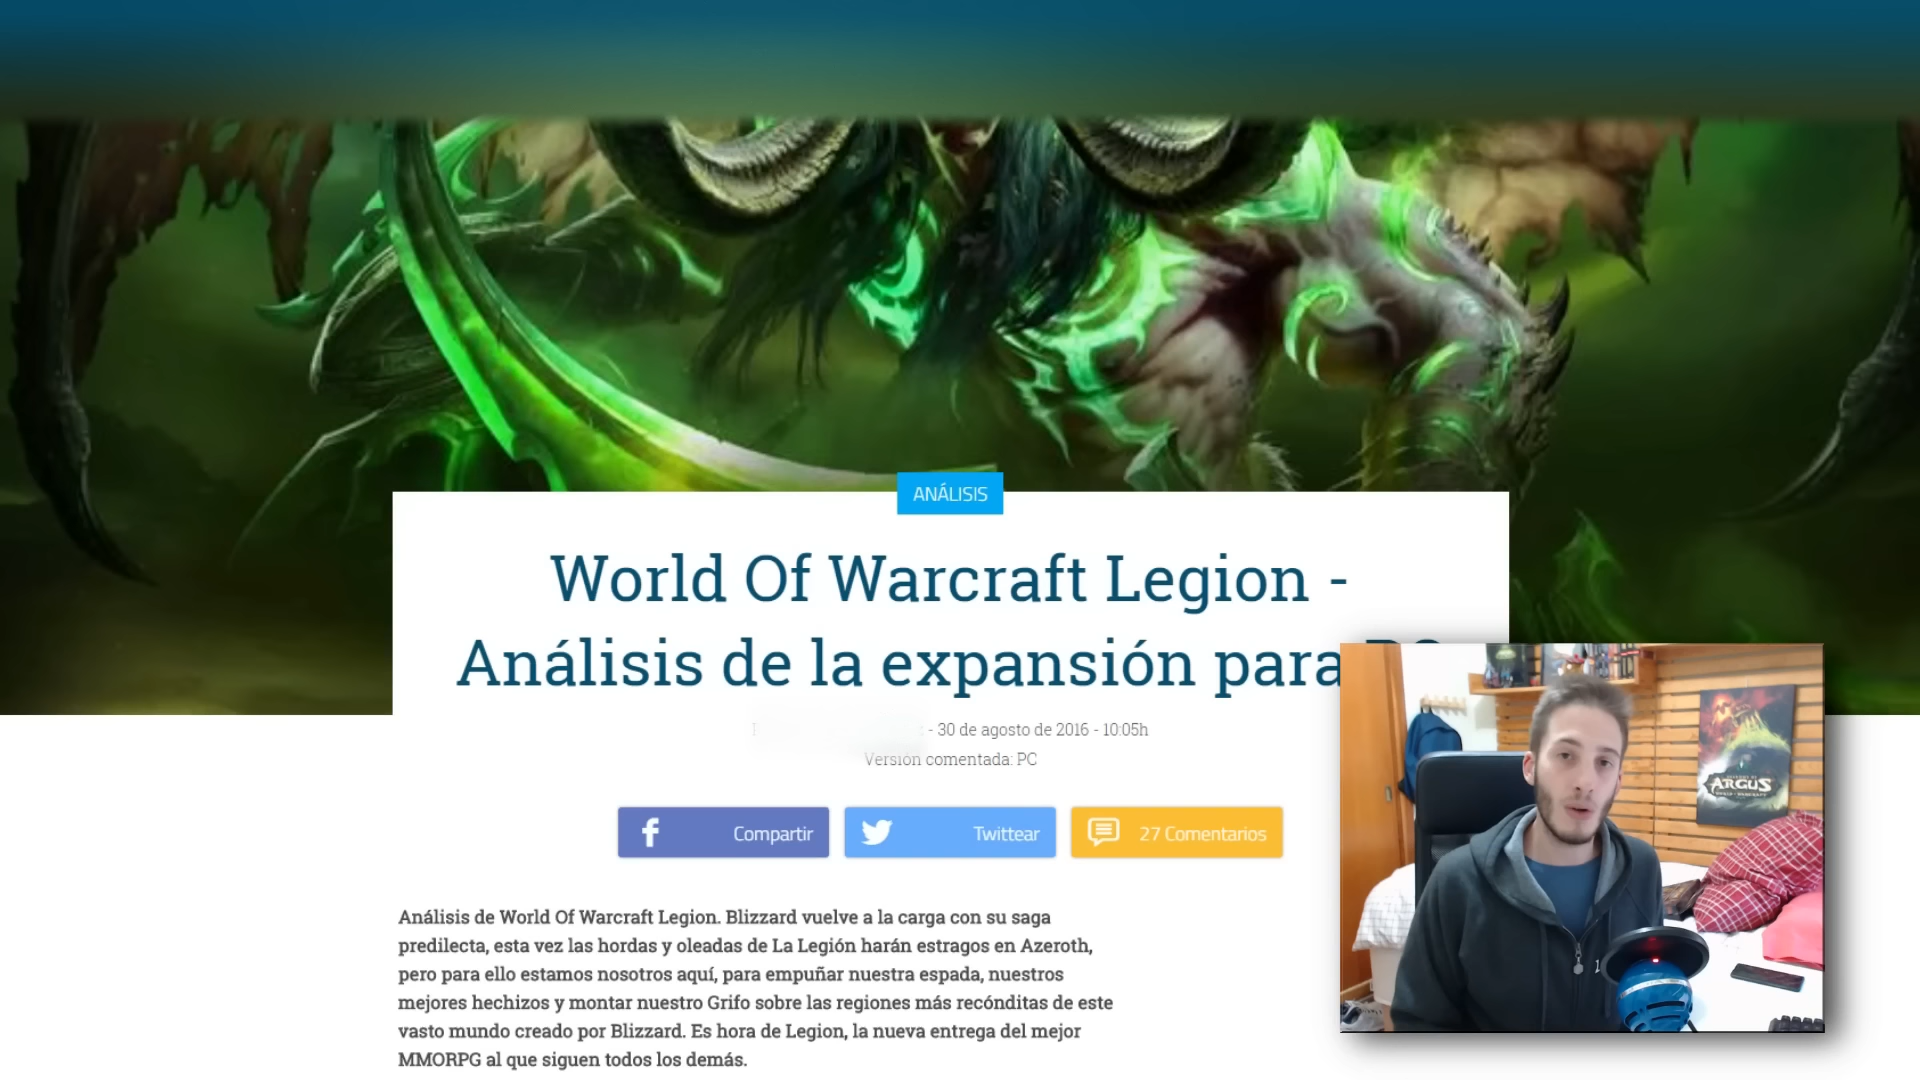 ANÁLISIS
World Of Warcraft Legion -
Análisis de la expansión para
- 30 de agosto de 2016 - 10:05h
Versión comentada: PC
Compartir
Twittear
27 Comentarios
Análisis de World Of Warcraft Legion. Blizzard vuelve a la carga con su saga
predilecta, esta vez las hordas y oleadas de La Legión harán estragos en Azeroth,
pero para ello estamos nosotros aquí, para empuñar nuestra espada, nuestros
mejores hechizos y montar nuestro Grifo sobre las regiones más recónditas de este
vasto mundo creado por Blizzard. Es hora de Legion, la nueva entrega del mejor
MMORPG al que siguen todos los demás.
ARGUS